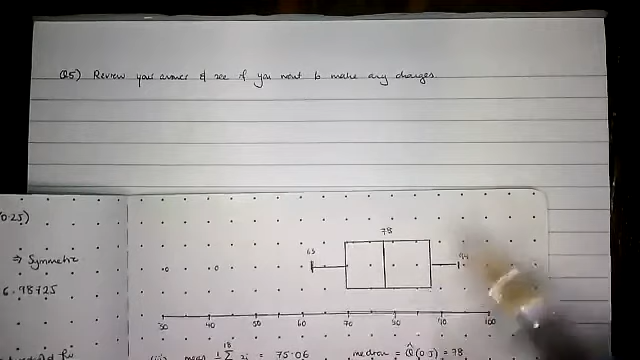 Q5) Review your answer & see if you want to make any changes.
0.25)
78
63
94
⇒ Symmetric
6.98725
30 40 50 60 70 80 90 100
mean 1/18 Σ xi = 75.06 median = Q̂(0.5) = 78